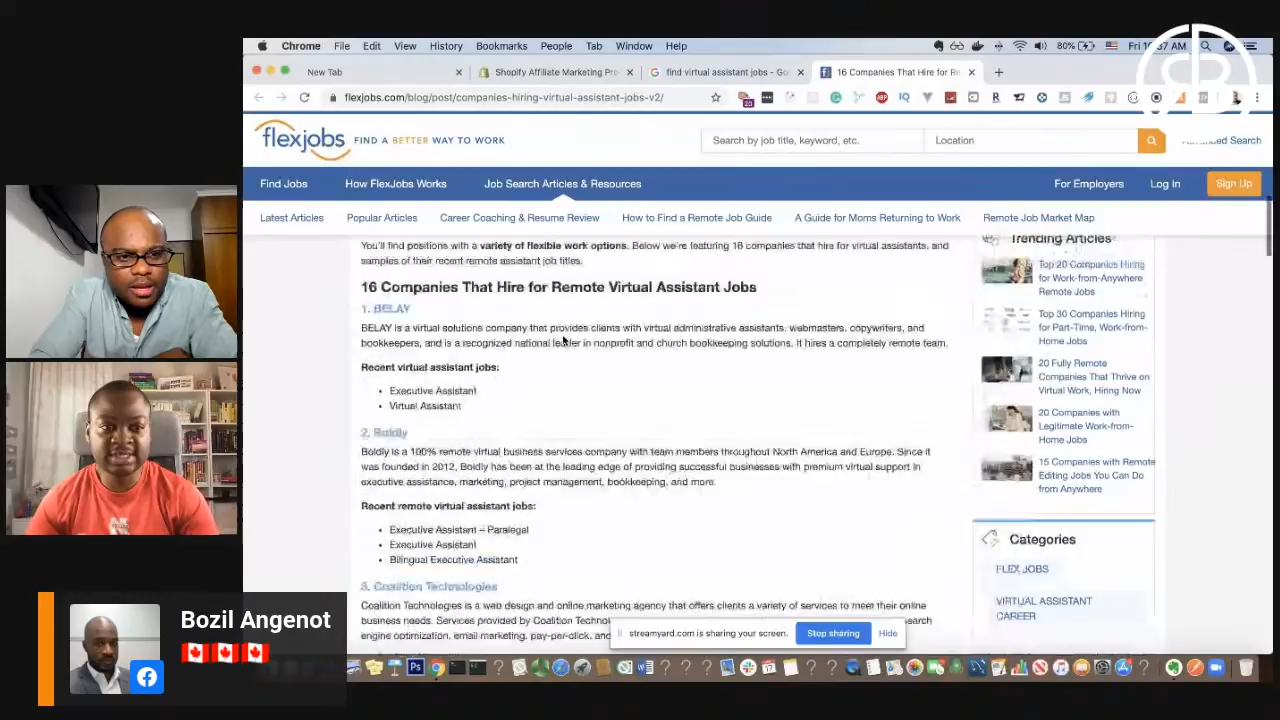 Chrome File Edit View History Bookmarks People Tab Window Help
80%
New Tab
Shopify Affiliate Marketing Pro
find virtual assistant jobs - Go
16 Companies That Hire for Re
flexjobs.com/blog/post/companies-hiring-virtual-assistant-jobs-v2/
flexjobs FIND A BETTER WAY TO WORK
Search by job title, keyword, etc.
Location
Advanced Search
Find Jobs
How FlexJobs Works
Job Search Articles & Resources
For Employers
Log In
Sign Up
Latest Articles
Popular Articles
Career Coaching & Resume Review
How to Find a Remote Job Guide
A Guide for Moms Returning to Work
Remote Job Market Map
You'll find positions with a variety of flexible work options. Below we're featuring 16 companies that hire for virtual assistants, and
samples of their recent remote assistant job titles.
16 Companies That Hire for Remote Virtual Assistant Jobs
1. BELAY
BELAY is a virtual solutions company that provides clients with virtual administrative assistants, webmasters, copywriters, and
bookkeepers, and is a recognized national leader in nonprofit and church bookkeeping solutions. It hires a completely remote team.
Recent virtual assistant jobs:
Executive Assistant
Virtual Assistant
2. Boldly
Boldly is a 100% remote virtual business services company with team members throughout North America and Europe. Since it
was founded in 2012, Boldly has been at the leading edge of providing successful businesses with premium virtual support in
executive assistance, marketing, project management, bookkeeping, and more.
Recent remote virtual assistant jobs:
Executive Assistant – Paralegal
Executive Assistant
Bilingual Executive Assistant
3. Coalition Technologies
Coalition Technologies is a web design and online marketing agency that offers clients a variety of services to meet their online
business needs. Services provided by Coalition
engine optimization, email marketing, pay-per-click, and
Trending Articles
Top 20 Companies Hiring
for Work-from-Anywhere
Remote Jobs
Top 30 Companies Hiring
for Part-Time, Work-from-
Home Jobs
20 Fully Remote
Companies That Thrive on
Virtual Work, Hiring Now
20 Companies with
Legitimate Work-from-
Home Jobs
15 Companies with Remote
Editing Jobs You Can Do
from Anywhere
Categories
FLEX JOBS
VIRTUAL ASSISTANT
CAREER
streamyard.com is sharing your screen.
Stop sharing
Hide
Bozil Angenot